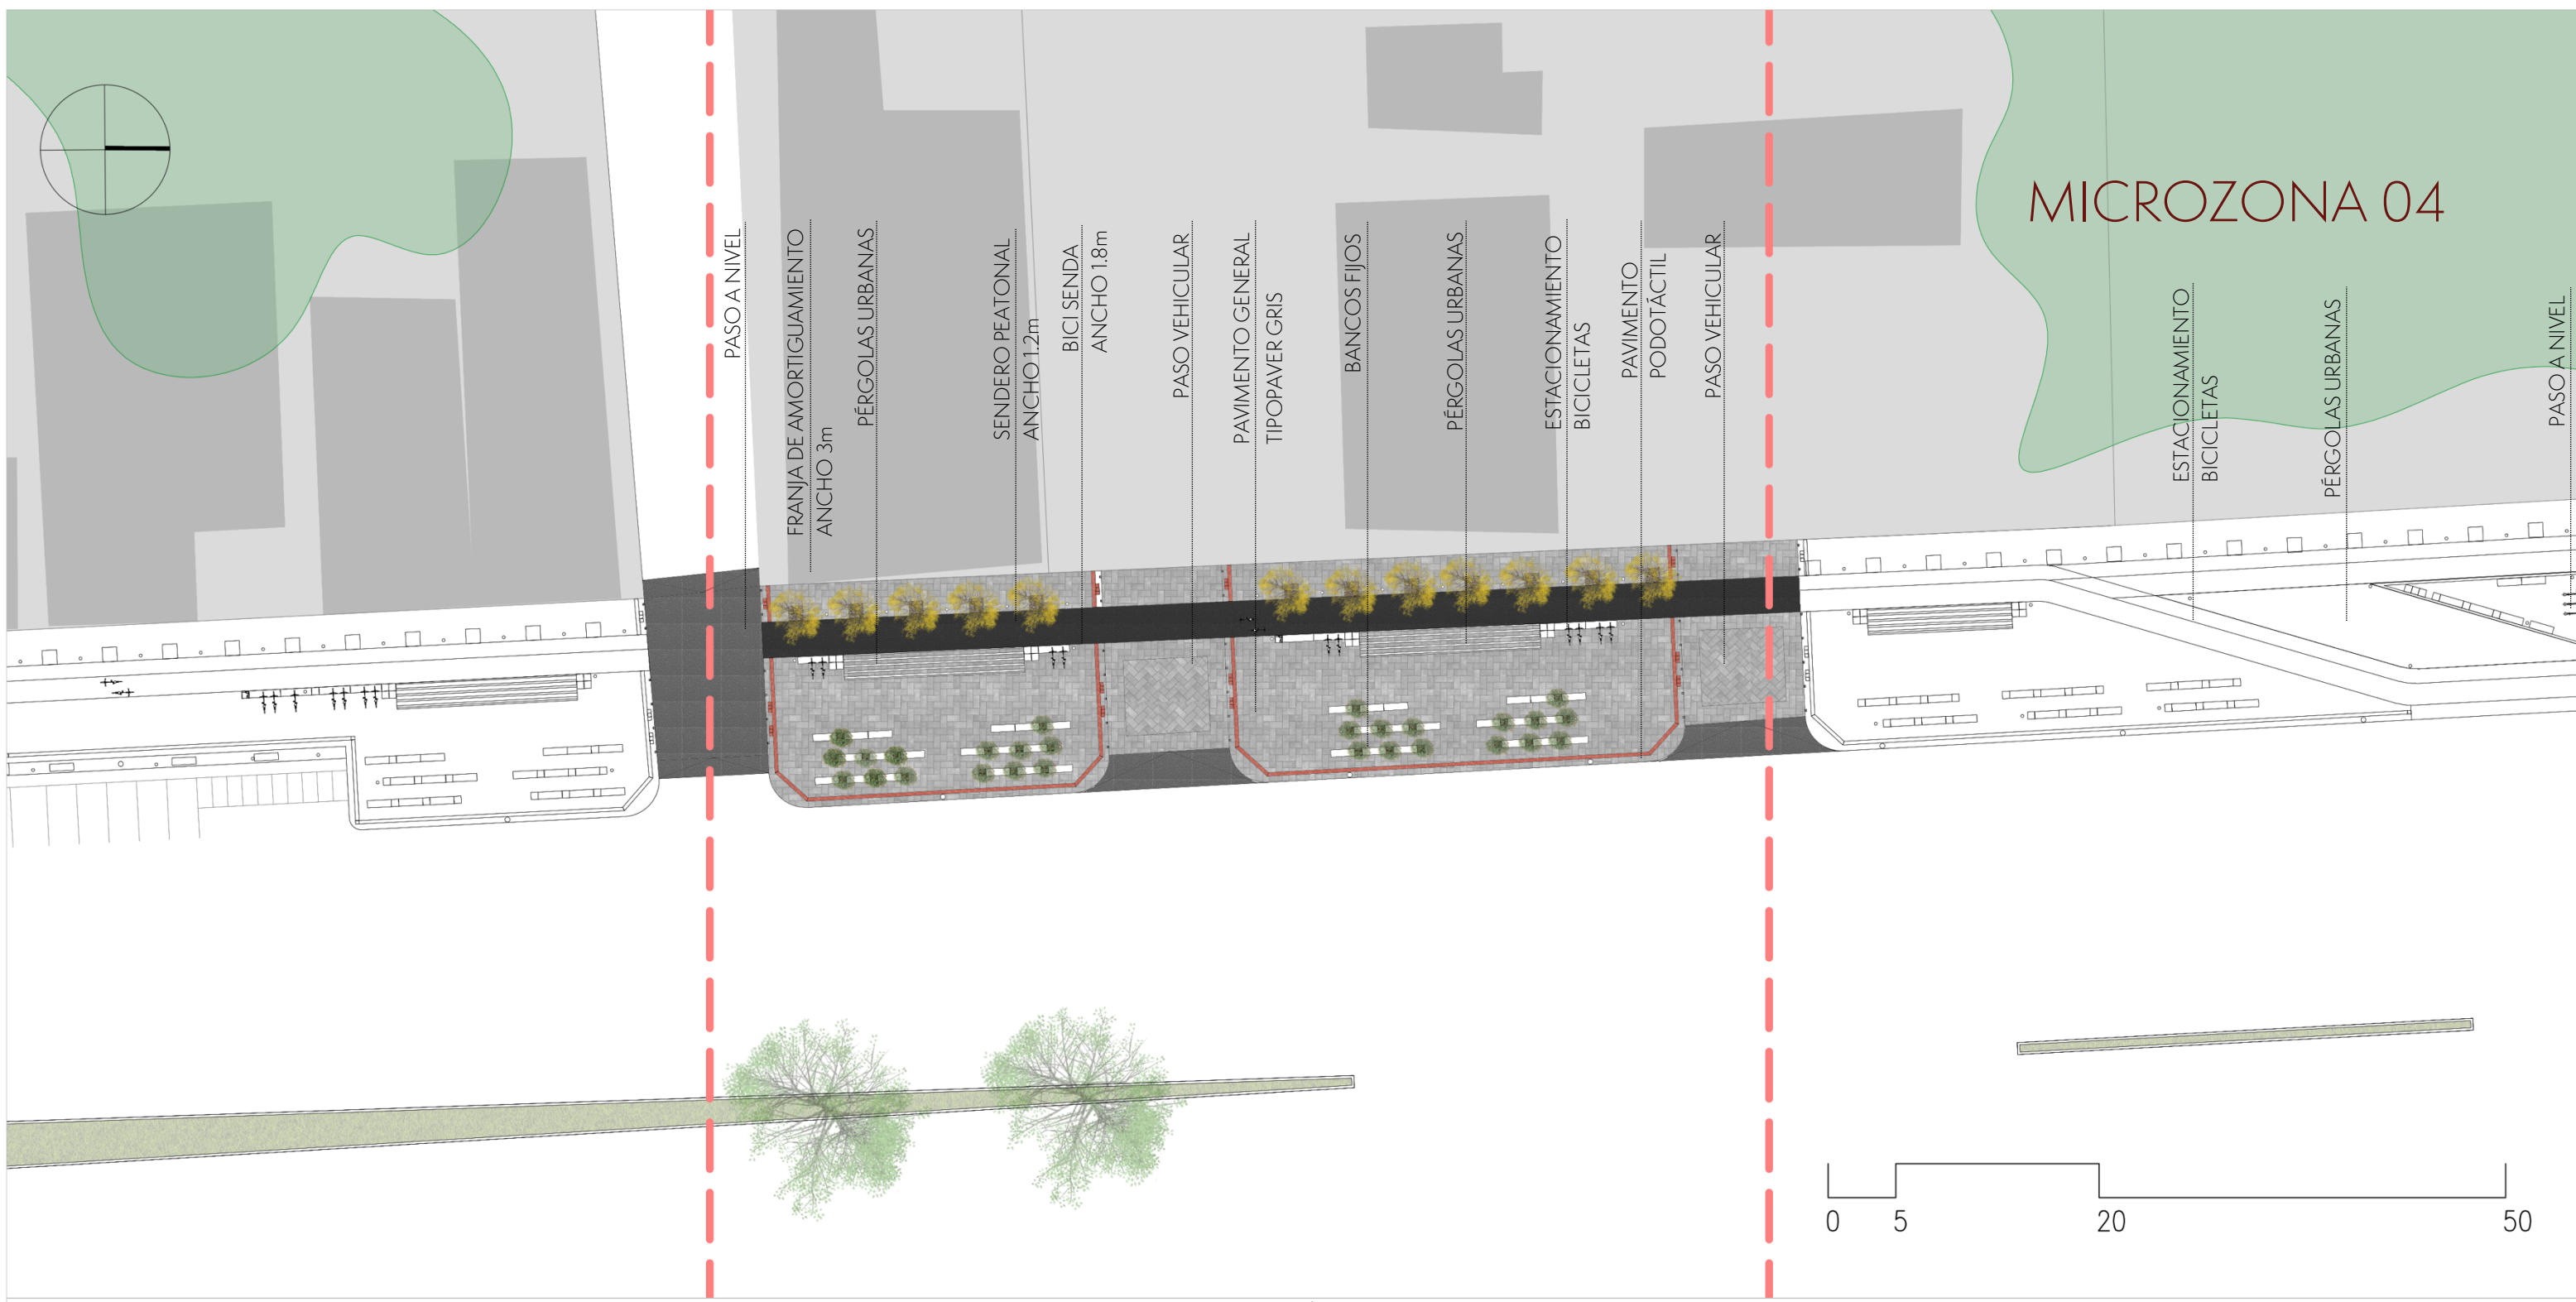 MICROZONA 04
PASO A NIVEL
FRANJA DE AMORTIGUAMIENTO
ANCHO 3m
PÉRGOLAS URBANAS
SENDERO PEATONAL
ANCHO 1.2m
BICI SENDA
ANCHO 1.8m
PASO VEHICULAR
PAVIMENTO GENERAL
TIPOPAVER GRIS
BANCOS FIJOS
PÉRGOLAS URBANAS
ESTACIONAMIENTO
BICICLETAS
PAVIMENTO
PODOTÁCTIL
PASO VEHICULAR
ESTACIONAMIENTO
BICICLETAS
PÉRGOLAS URBANAS
PASO A NIVEL
0 5 20 50